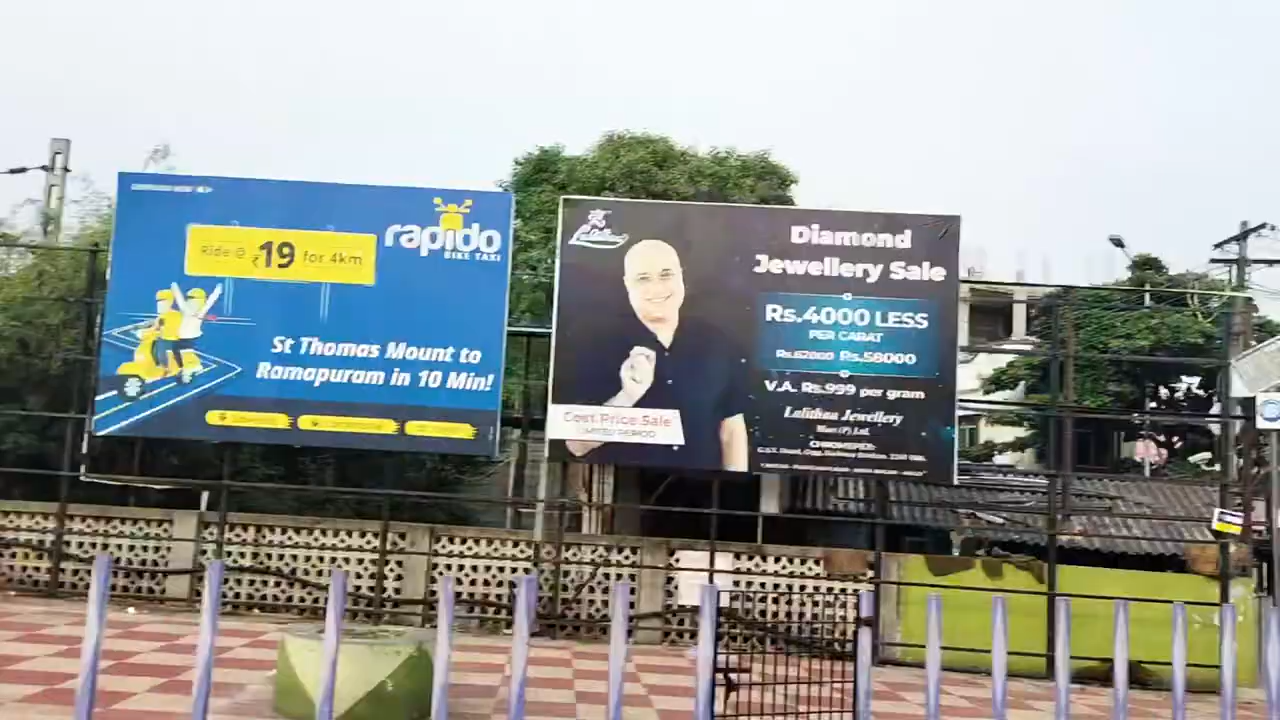 rapido
BIKE TAXI
Ride @ ₹19 for 4km
St Thomas Mount to
Ramapuram in 10 Min!
Diamond
Jewellery Sale
Rs.4000 LESS
PER CARAT
Rs.62000 Rs.58000
V.A. Rs.999 per gram
Lalithaa Jewellery
Mart (P) Ltd.
Cost Price Sale
LIMITED PERIOD